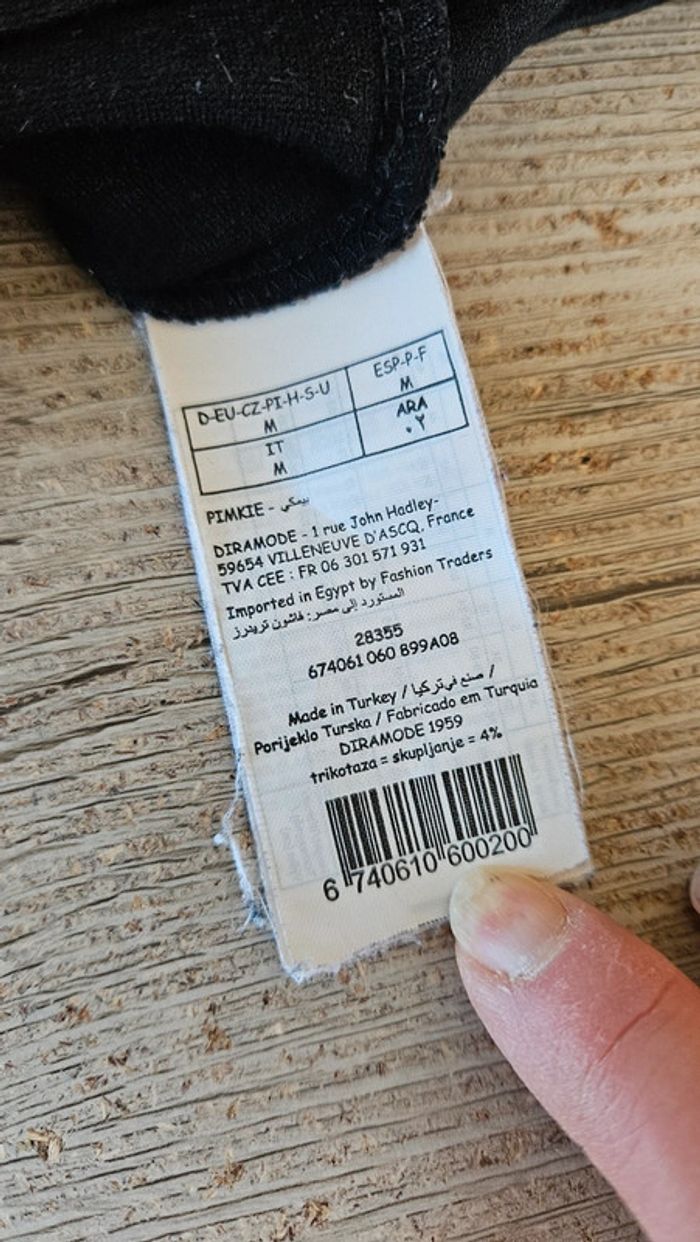 D-EU-CZ-PI-H-S-U
M
ESP-P-F
M
IT
M
ARA
٠٢
PIMKIE - بيمكي
DIRAMODE - 1 rue John Hadley-
59654 VILLENEUVE D'ASCQ, France
TVA CEE : FR 06 301 571 931
Imported in Egypt by Fashion Traders
المستورد إلى مصر: فاشون تريدرز
28355
674061 060 899A08
Made in Turkey / صنع في تركيا /
Porijeklo Turska / Fabricado em Turquia
DIRAMODE 1959
trikotaza = skupljanje = 4%
6 740610 600200